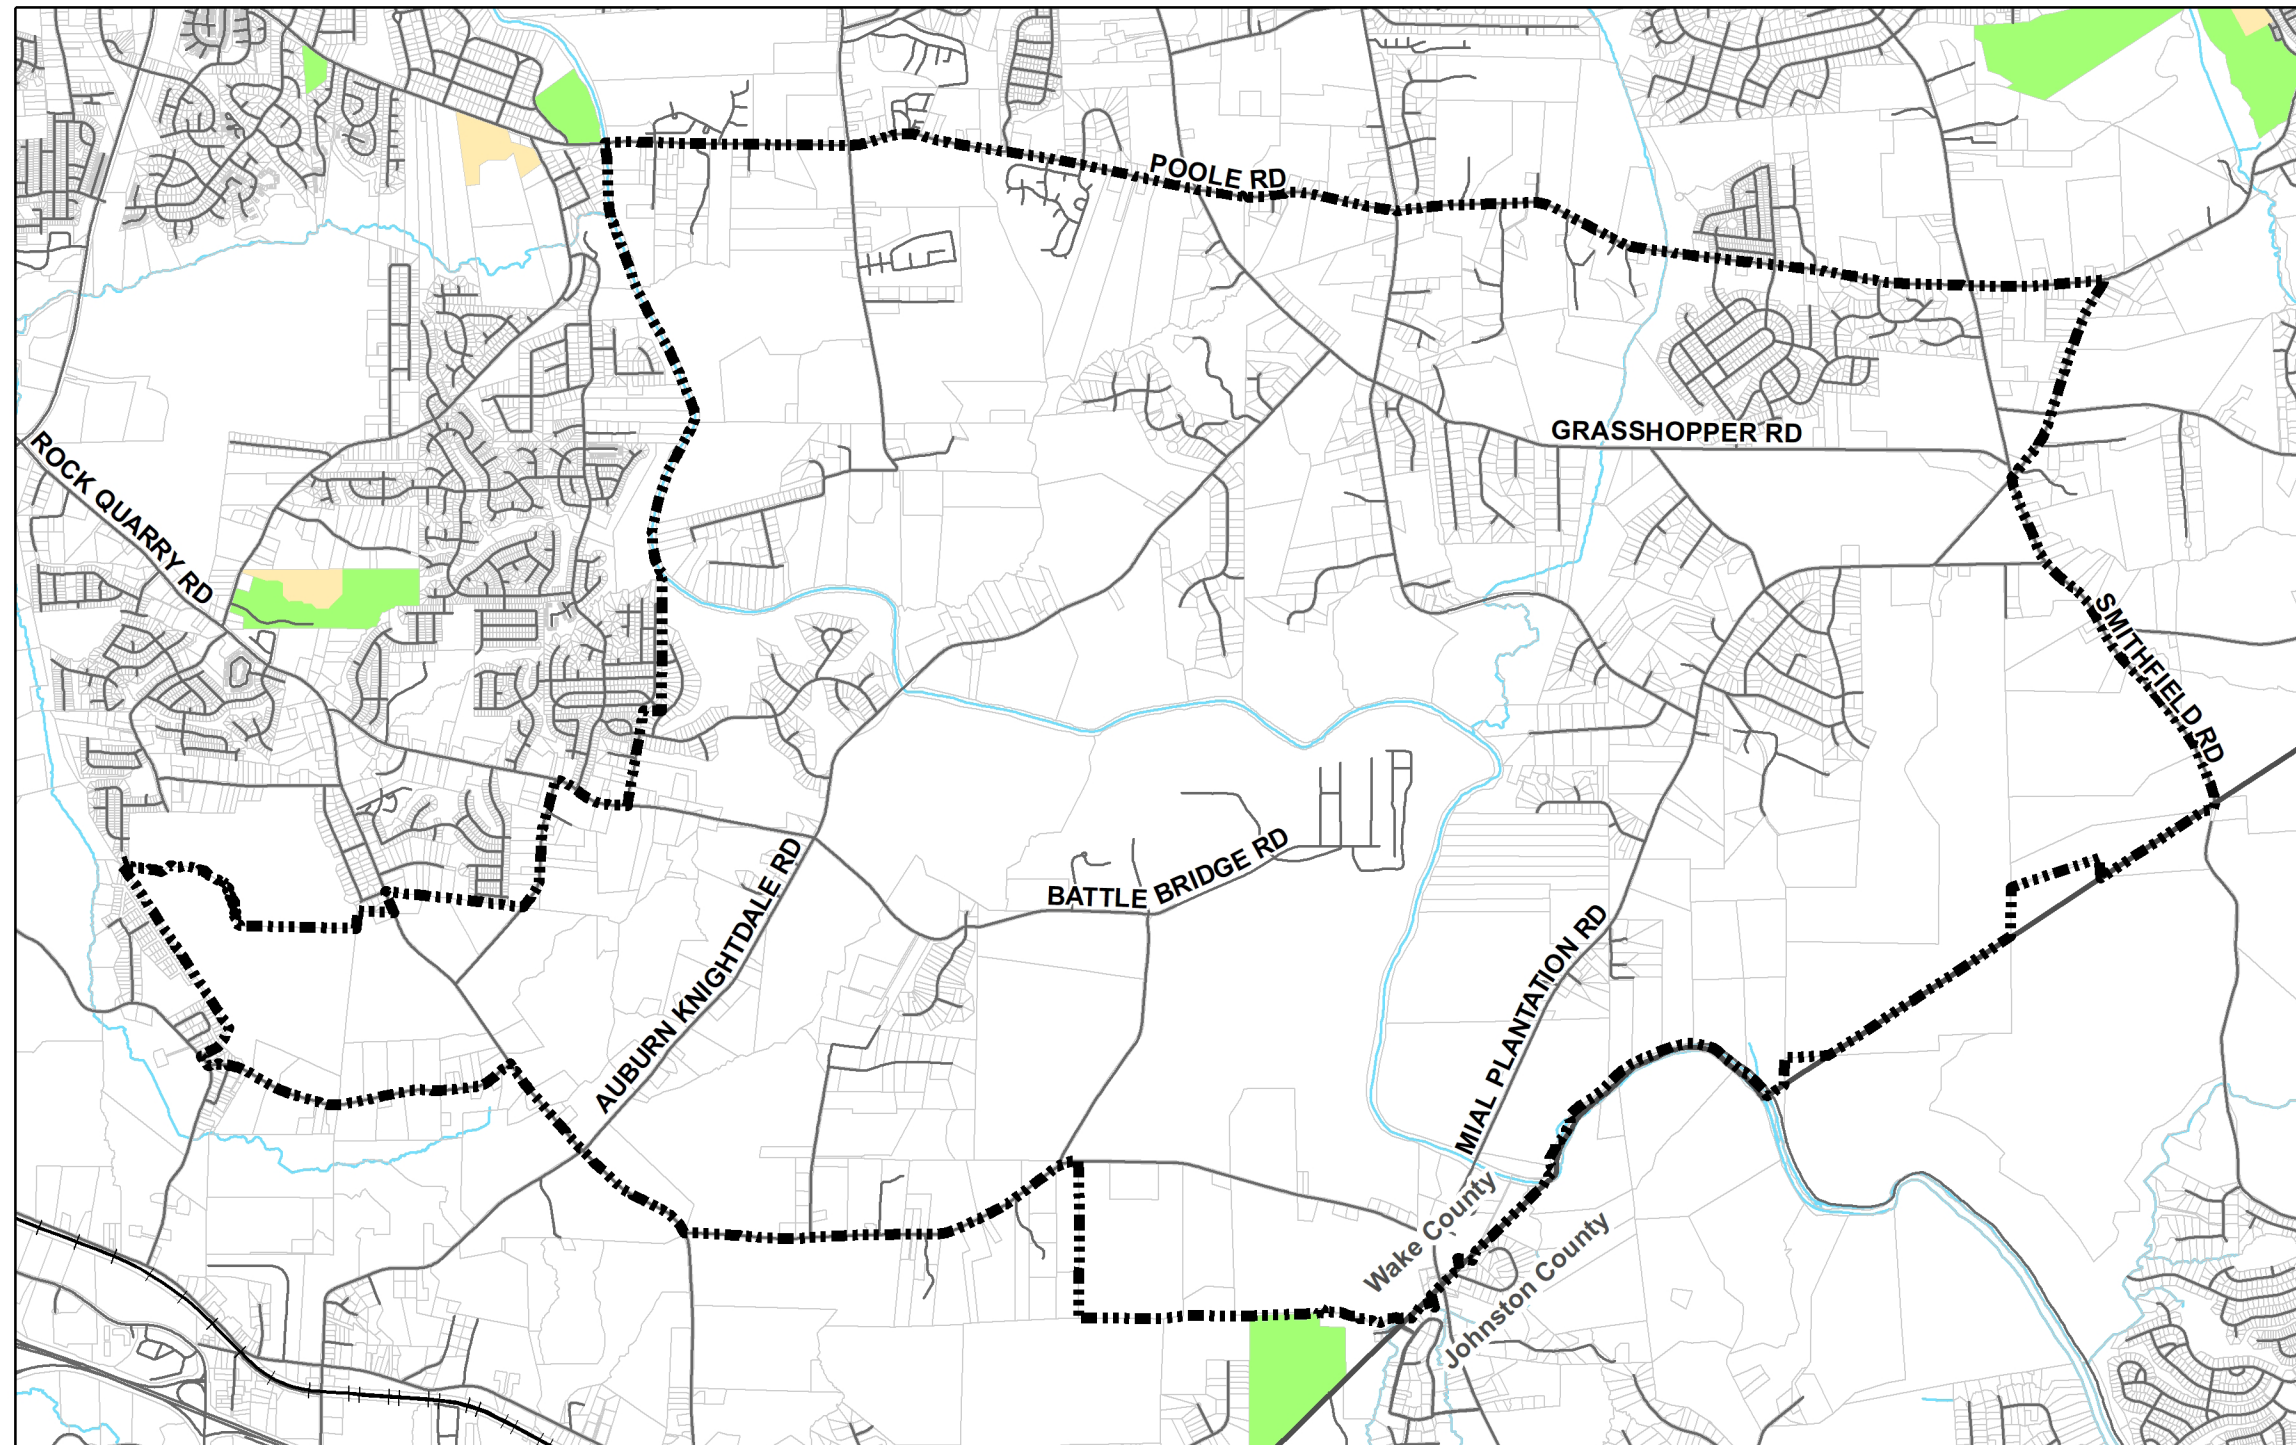 POOLE RD
GRASSHOPPER RD
ROCK QUARRY RD
SMITHFIELD RD
BATTLE BRIDGE RD
AUBURN KNIGHTDALE RD
MIAL PLANTATION RD
Wake County
Johnston County